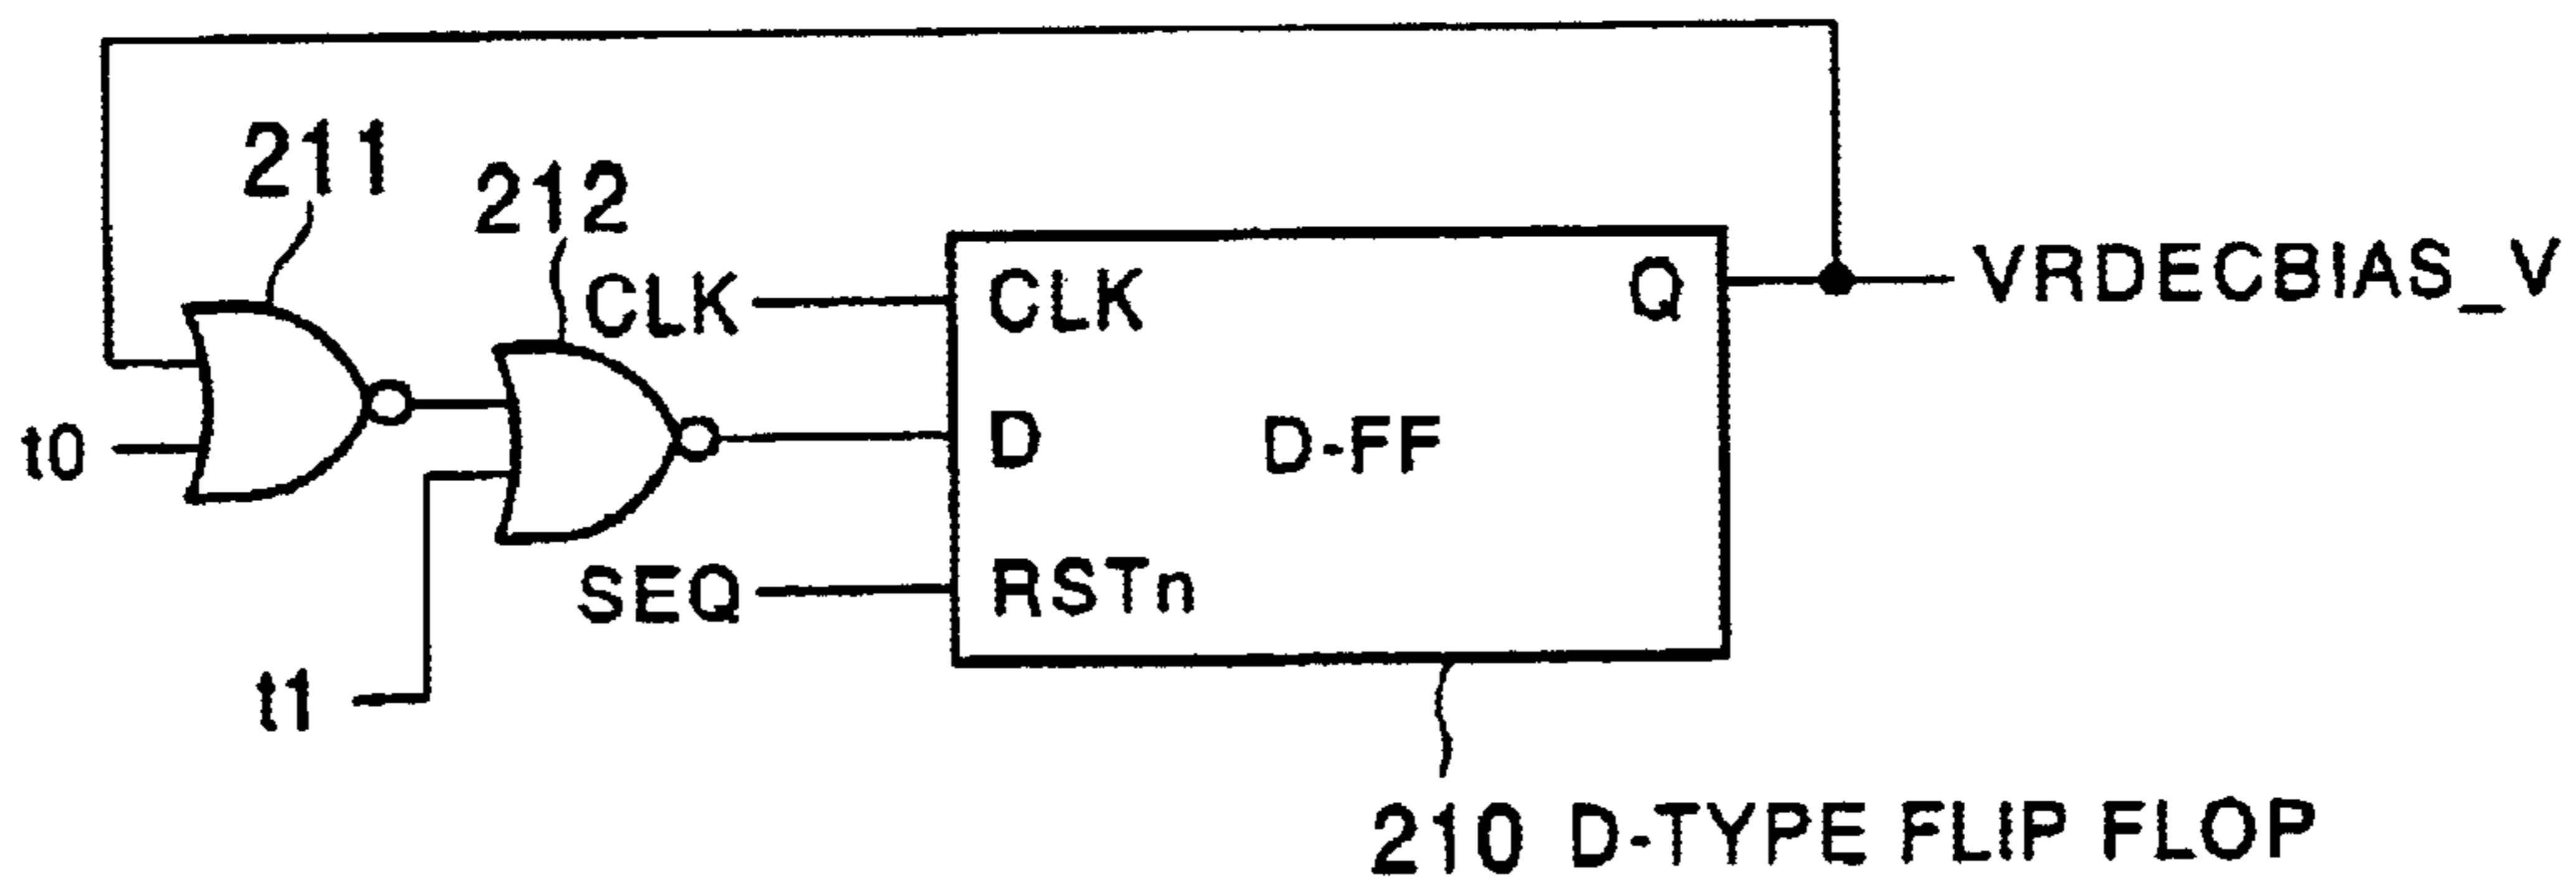 211
212
CLK
CLK
Q
VRDECBIAS_V
t0
D
D-FF
SEQ
RSTn
t1
210 D-TYPE FLIP FLOP